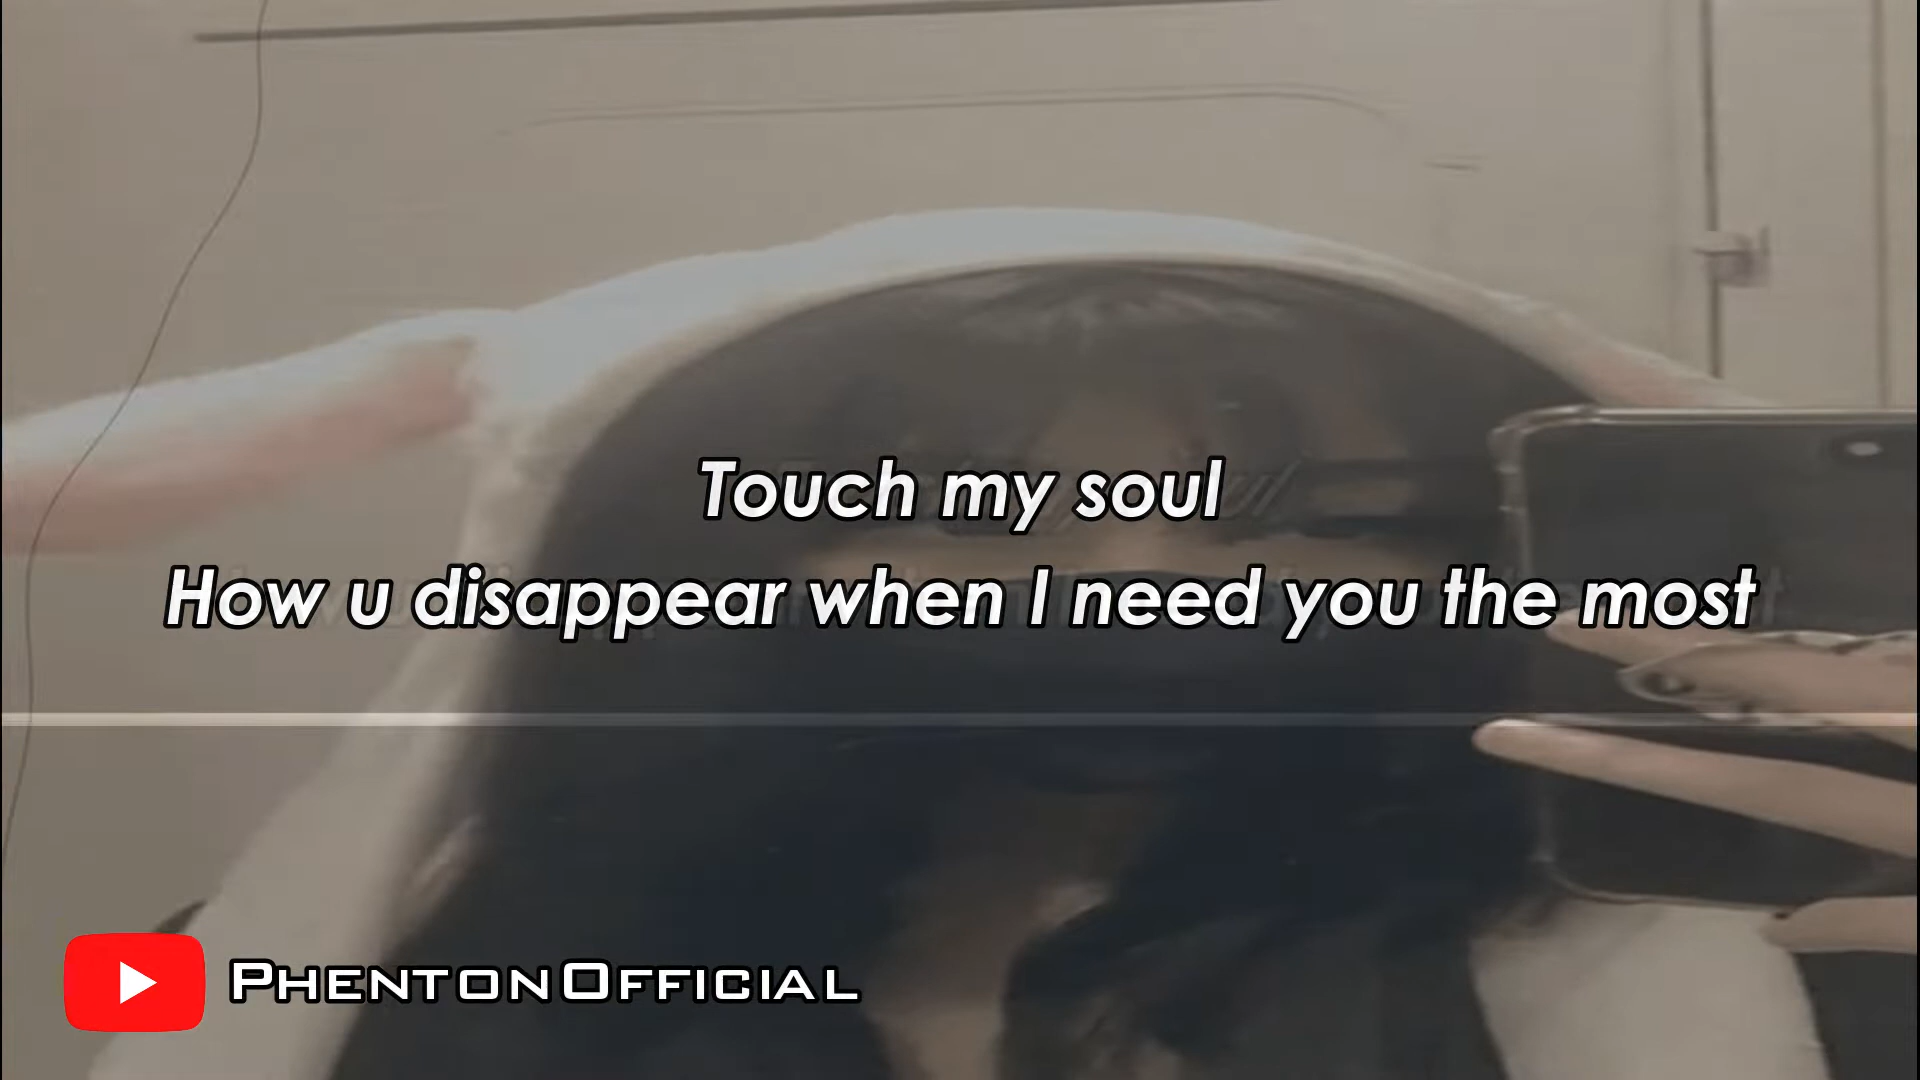 Touch my soul
How u disappear when I need you the most
PhentonOfficial